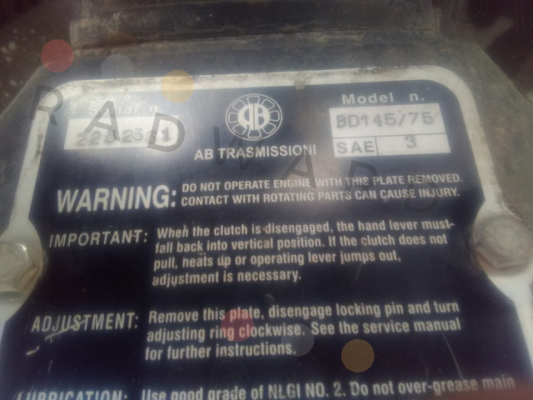 Model n.
BD145/75
SAE 3
AB
AB TRASMISSIONI
WARNING: DO NOT OPERATE ENGINE WITH THIS PLATE REMOVED.
CONTACT WITH ROTATING PARTS CAN CAUSE INJURY.
IMPORTANT: When the clutch is disengaged, the hand lever must-
fall back into vertical position. If the clutch does not
pull, heats up or operating lever jumps out,
adjustment is necessary.
ADJUSTMENT: Remove this plate, disengage locking pin and turn
adjusting ring clockwise. See the service manual
for further instructions.
LUBRICATION: Use good grade of NLGI NO. 2. Do not over-grease main